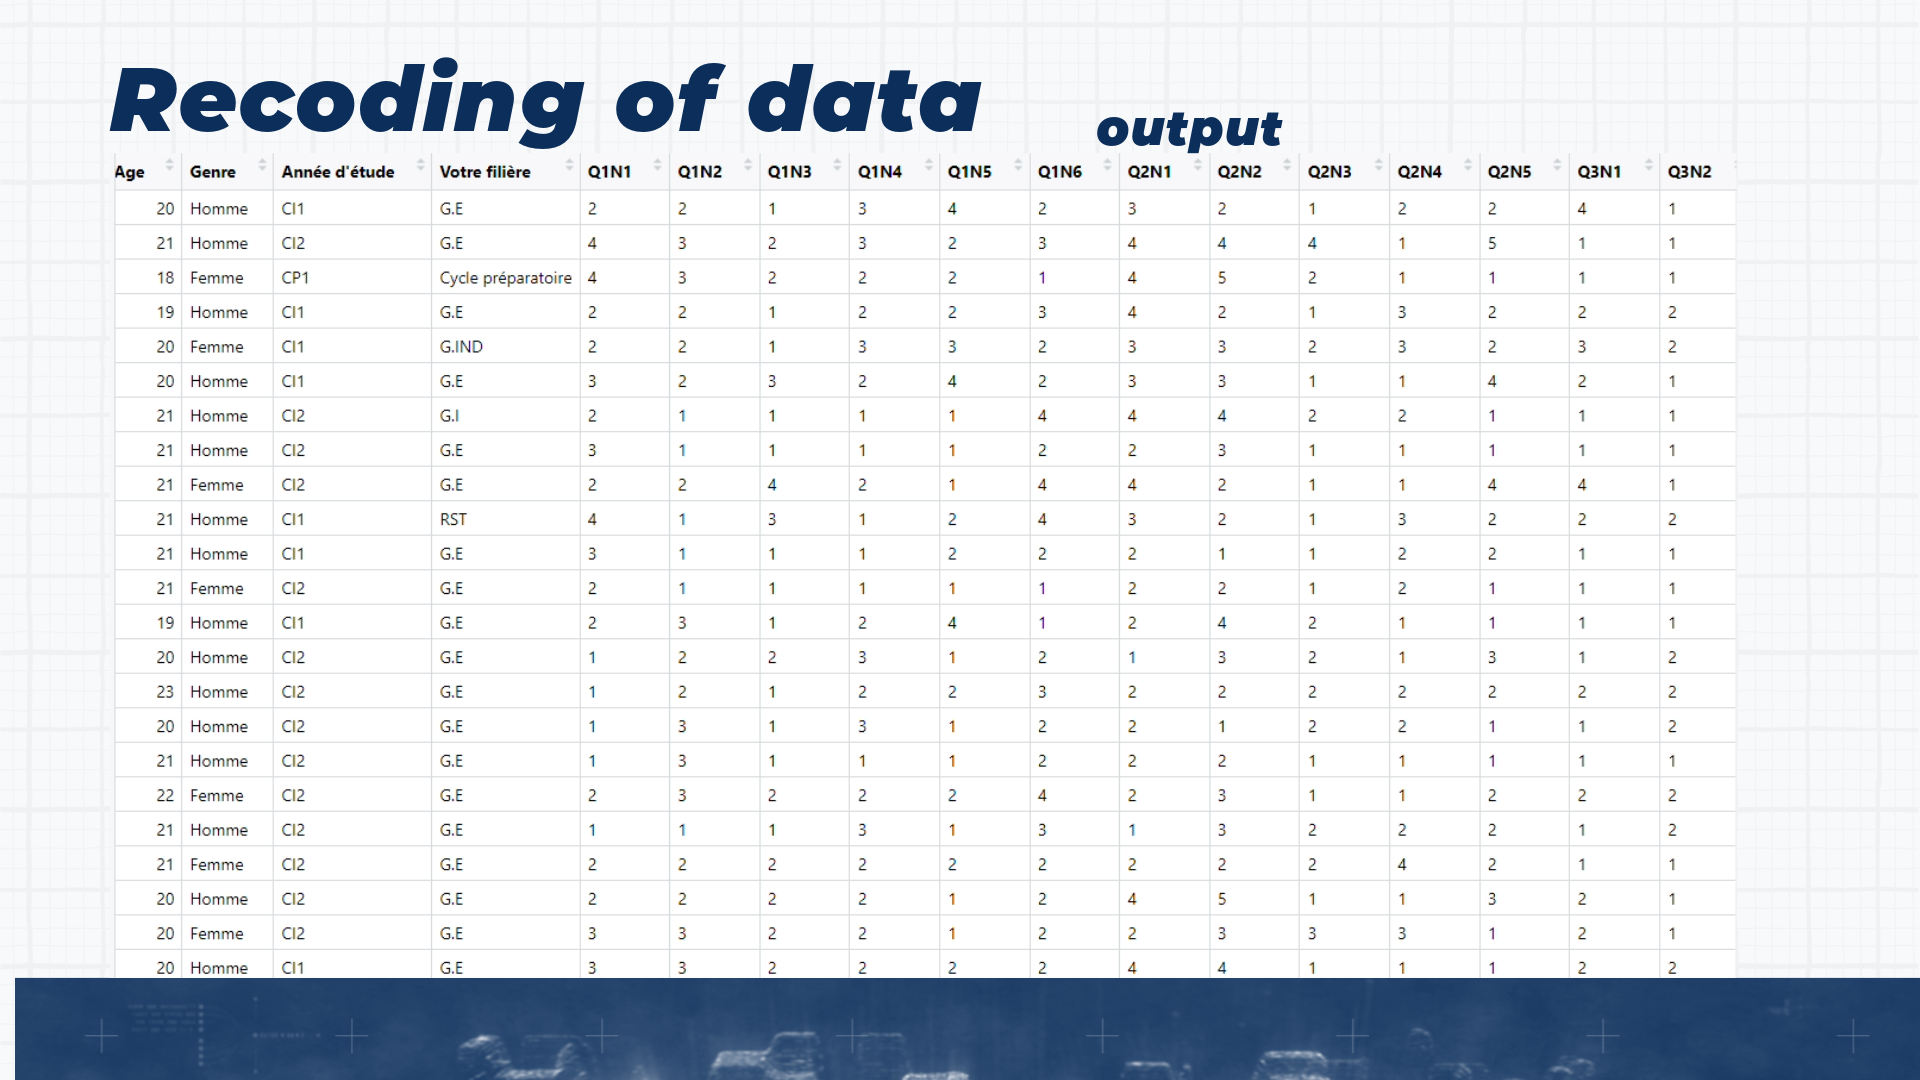 Recoding of data
output
Age Genre Année d'étude Votre filière Q1N1 Q1N2 Q1N3 Q1N4 Q1N5 Q1N6 Q2N1 Q2N2 Q2N3 Q2N4 Q2N5 Q3N1 Q3N2
20 Homme CI1 G.E 2 2 1 3 4 2 3 2 1 2 2 4 1
21 Homme CI2 G.E 4 3 2 3 2 3 4 4 4 1 5 1 1
18 Femme CP1 Cycle préparatoire 4 3 2 2 2 1 4 5 2 1 1 1 1
19 Homme CI1 G.E 2 2 1 2 2 3 4 2 1 3 2 2 2
20 Femme CI1 G.IND 2 2 1 3 3 2 3 3 2 3 2 3 2
20 Homme CI1 G.E 3 2 3 2 4 2 3 3 1 1 4 2 1
21 Homme CI2 G.I 2 1 1 1 1 4 4 4 2 2 1 1 1
21 Homme CI2 G.E 3 1 1 1 1 2 2 3 1 1 1 1 1
21 Femme CI2 G.E 2 2 4 2 1 4 4 2 1 1 4 4 1
21 Homme CI1 RST 4 1 3 1 2 4 3 2 1 3 2 2 2
21 Homme CI1 G.E 3 1 1 1 2 2 2 1 1 2 2 1 1
21 Femme CI2 G.E 2 1 1 1 1 1 2 2 1 2 1 1 1
19 Homme CI1 G.E 2 3 1 2 4 1 2 4 2 1 1 1 1
20 Homme CI2 G.E 1 2 2 3 1 2 1 3 2 1 3 1 2
23 Homme CI2 G.E 1 2 1 2 2 3 2 2 2 2 2 2 2
20 Homme CI2 G.E 1 3 1 3 1 2 2 1 2 2 1 1 2
21 Homme CI2 G.E 1 3 1 1 1 2 2 2 1 1 1 1 1
22 Femme CI2 G.E 2 3 2 2 2 4 2 3 1 1 2 2 2
21 Homme CI2 G.E 1 1 1 3 1 3 1 3 2 2 2 1 2
21 Femme CI2 G.E 2 2 2 2 2 2 2 2 2 4 2 1 1
20 Homme CI2 G.E 2 2 2 2 1 2 4 5 1 1 3 2 1
20 Femme CI2 G.E 3 3 2 2 1 2 2 3 3 3 1 2 1
20 Homme CI1 G.E 3 3 2 2 2 2 4 4 1 1 1 2 2